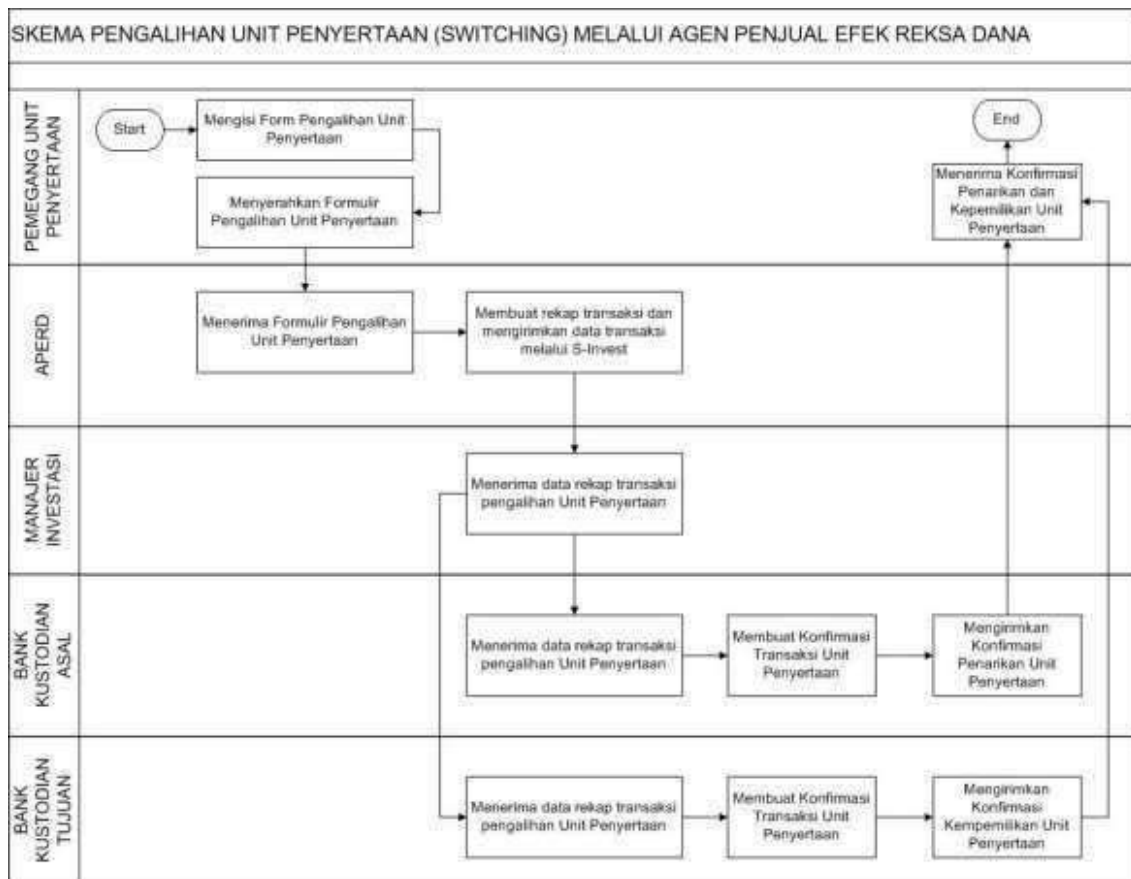 SKEMA PENGALIHAN UNIT PENYERTAAN (SWITCHING) MELALUI AGEN PENJUAL EFEK REKSA DANA
PEMEGANG UNIT
PENYERTAAN
Start
Mengisi Form Pengalihan Unit
Penyertaan
Menyerahkan Formulir
Pengalihan Unit Penyertaan
End
Menerima Konfirmasi
Penarikan dan
Kepemilikan Unit
Penyertaan
APERD
Menerima Formulir Pengalihan
Unit Penyertaan
Membuat rekap transaksi dan
mengirimkan data transaksi
melalui S-Invest
MANAJER
INVESTASI
Menerima data rekap transaksi
pengalihan Unit Penyertaan
BANK
KUSTODIAN
ASAL
Menerima data rekap transaksi
pengalihan Unit Penyertaan
Membuat Konfirmasi
Transaksi Unit
Penyertaan
Mengirimkan
Konfirmasi
Penarikan Unit
Penyertaan
BANK
KUSTODIAN
TUJUAN
Menerima data rekap transaksi
pengalihan Unit Penyertaan
Membuat Konfirmasi
Transaksi Unit
Penyertaan
Mengirimkan
Konfirmasi
Kempemilikan Unit
Penyertaan